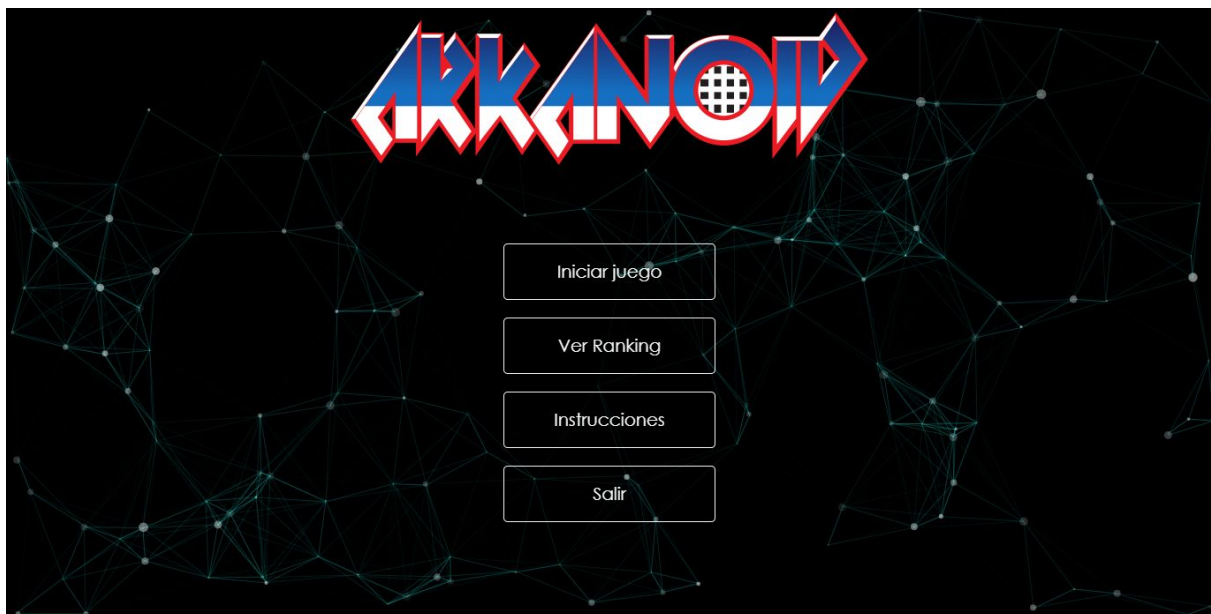 ARKANOID
Iniciar juego
Ver Ranking
Instrucciones
Salir